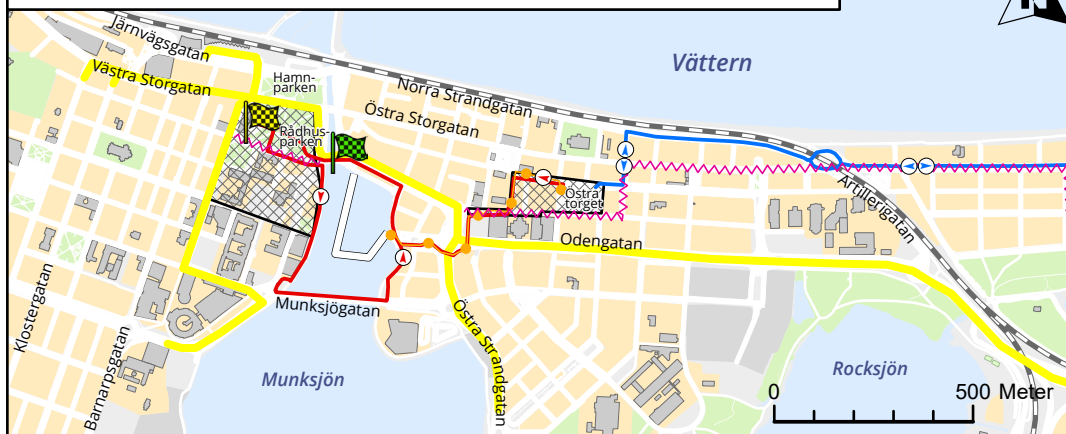 N
Järnvägsgatan
Västra Storgatan
Hamn-
parken
Rådhus-
parken
Norra Strandgatan
Östra Storgatan
Vättern
Östra
torget
Artillerigatan
Odengatan
Klostergatan
Barnarpsgatan
Munksjögatan
Östra Strandgatan
Munksjön
Rocksjön
0
500 Meter